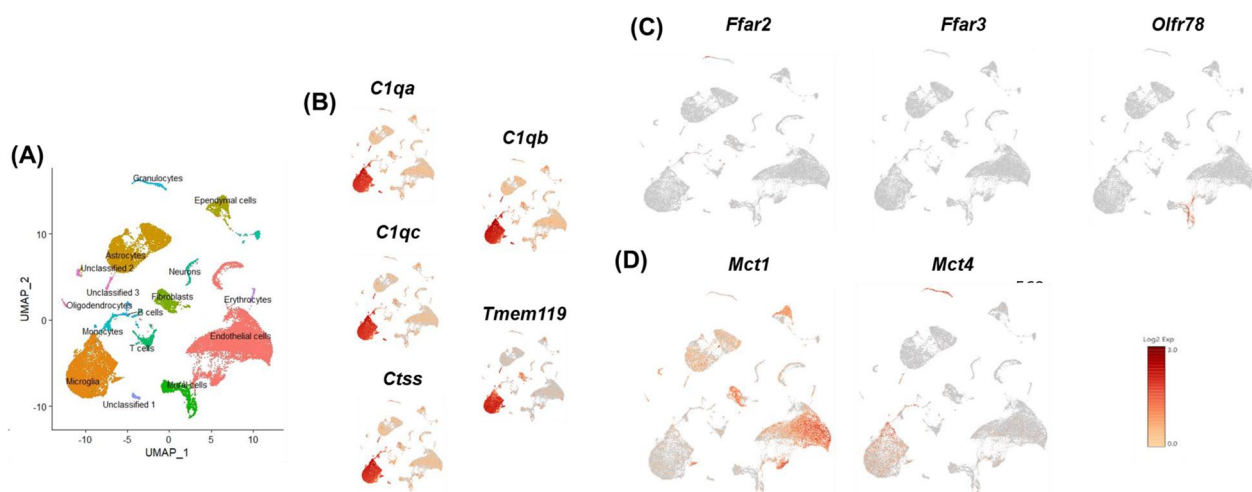 (A)
Granulocytes
Ependymal cells
Astrocytes
Unclassified 2
Neurons
Unclassified 3
Fibroblasts
Erythrocytes
Oligodendrocytes
B cells
Monacytes
T cells
Endothelial cells
Microglia
Mural cells
Unclassified 1
10
0
-10
UMAP_2
-10
-5
0
5
10
UMAP_1
(B)
C1qa
C1qb
C1qc
Tmem119
Ctss
(C)
Ffar2
Ffar3
Olfr78
(D)
Mct1
Mct4
Log2 Exp
3.0
0.0